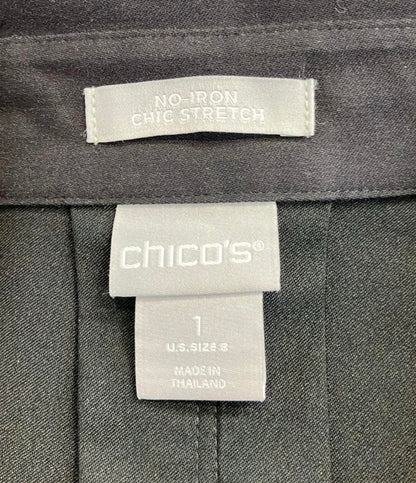 NO-IRON
CHIC STRETCH
chico's®
1
U.S. SIZE 8
MADE IN
THAILAND